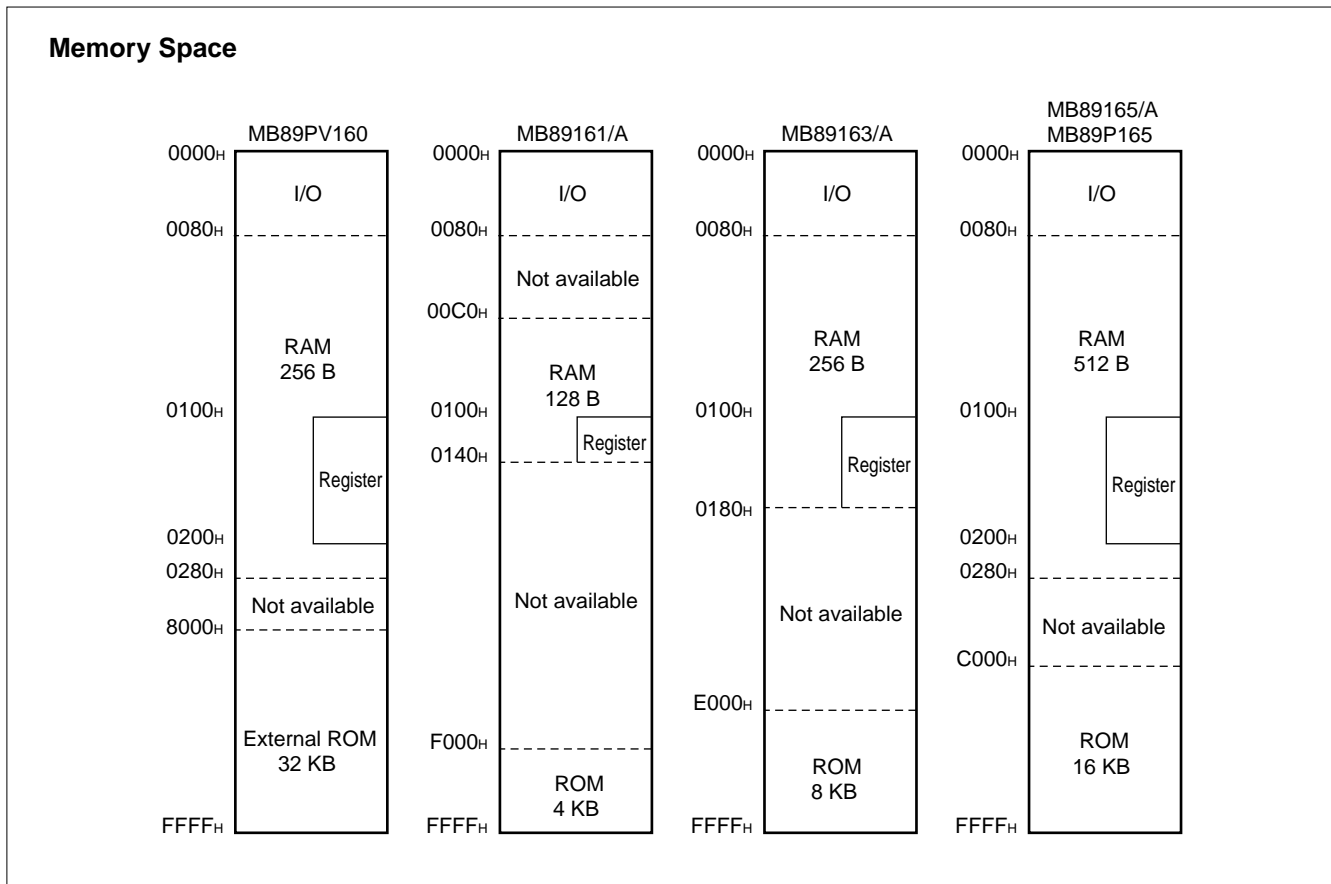 Memory Space
MB89PV160
0000H
I/O
0080H
RAM
256 B
0100H
Register
0200H
0280H
Not available
8000H
External ROM
32 KB
FFFFH
MB89161/A
0000H
I/O
0080H
Not available
00C0H
RAM
128 B
0100H
Register
0140H
Not available
F000H
ROM
4 KB
FFFFH
MB89163/A
0000H
I/O
0080H
RAM
256 B
0100H
Register
0180H
Not available
E000H
ROM
8 KB
FFFFH
MB89165/A
MB89P165
0000H
I/O
0080H
RAM
512 B
0100H
Register
0200H
0280H
Not available
C000H
ROM
16 KB
FFFFH